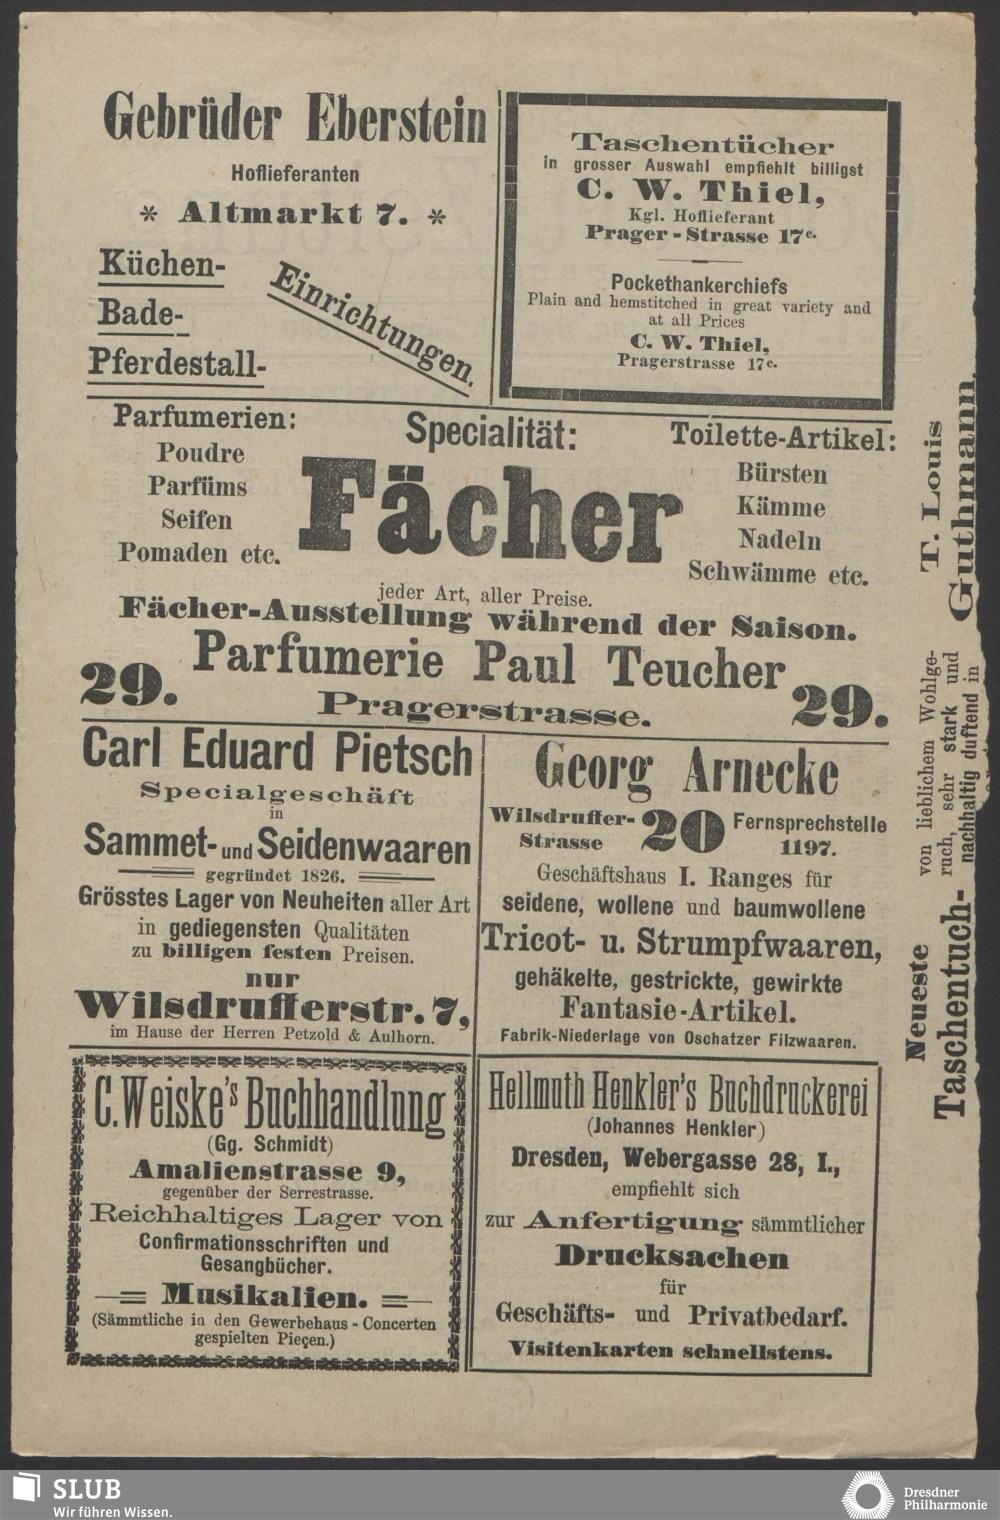 Gebrüder Eberstein
Hoflieferanten
* Altmarkt 7. *
Küchen-
Bade-
Pferdestall-
Einrichtungen.
Taschentücher
in grosser Auswahl empfiehlt billigst
C. W. Thiel,
Kgl. Hoflieferant
Prager-Strasse 17c.
Pockethankerchiefs
Plain and hemstitched in great variety and
at all Prices
C. W. Thiel,
Pragerstrasse 17c.
Parfumerien:
Poudre
Parfüms
Seifen
Pomaden etc.
Specialität:
Fächer
jeder Art, aller Preise.
Toilette-Artikel:
Bürsten
Kämme
Nadeln
Schwämme etc.
Fächer-Ausstellung während der Saison.
29. Parfumerie Paul Teucher 29.
Pragerstrasse.
Carl Eduard Pietsch
Specialgeschäft
in
Sammet- und Seidenwaaren
gegründet 1826.
Grösstes Lager von Neuheiten aller Art
in gediegensten Qualitäten
zu billigen festen Preisen.
nur
Wilsdrufferstr. 7,
im Hause der Herren Petzold & Aulhorn.
Georg Arnecke
Wilsdruffer-
Strasse
20
Fernsprechstelle
1197.
Geschäftshaus I. Ranges für
seidene, wollene und baumwollene
Tricot- u. Strumpfwaaren,
gehäkelte, gestrickte, gewirkte
Fantasie-Artikel.
Fabrik-Niederlage von Oschatzer Filzwaaren.
C. Weiske's Buchhandlung
(Gg. Schmidt)
Amalienstrasse 9,
gegenüber der Serrestrasse.
Reichhaltiges Lager von
Confirmationsschriften und
Gesangbücher.
Musikalien.
(Sämmtliche in den Gewerbehaus-Concerten
gespielten Pieçen.)
Hellmuth Henkler's Buchdruckerei
(Johannes Henkler)
Dresden, Webergasse 28, I.,
empfiehlt sich
zur Anfertigung sämmtlicher
Drucksachen
für
Geschäfts- und Privatbedarf.
Visitenkarten schnellstens.
Neueste
Taschentuch-
von lieblichem Wohlge-
ruch, sehr stark und
nachhaltig duftend in
T. Louis
Guthmann.
SLUB
Wir führen Wissen.
Dresdner
Philharmonie